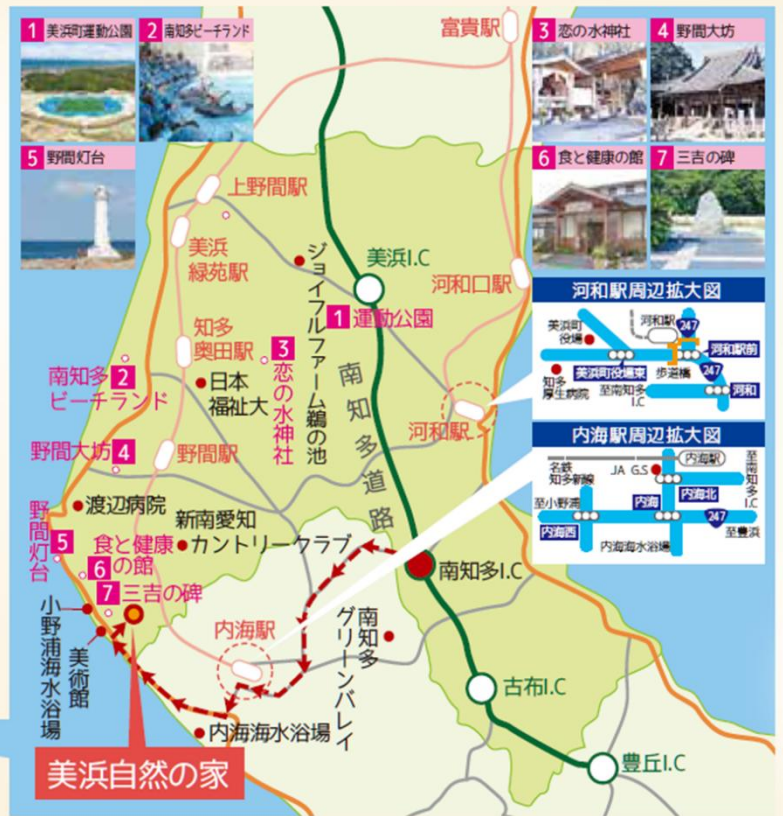 1 美浜町運動公園
2 南知多ビーチランド
富貴駅
3 恋の水神社
4 野間大坊
5 野間灯台
6 食と健康の館
7 三吉の碑
上野間駅
美浜
緑苑駅
ジョイフルファーム鵜の池
美浜I.C
河和口駅
1 運動公園
河和駅周辺拡大図
美浜町
役場
河和駅
247
河和駅前
美浜町役場東
歩道橋
247
知多
厚生病院
至南知多
I.C
河和
知多
奥田駅
3
恋の水神社
南知多
ビーチランド
2
日本
福祉大
南知多道路
河和駅
野間大坊 4
野間駅
内海駅周辺拡大図
名鉄
知多新線
JA G.S
内海駅
至南知多I.C
至小野浦
内海
内海北
247
内海西
至豊浜
内海海水浴場
渡辺病院
新南愛知
カントリークラブ
野間灯台
5
食と健康
の館
6
7 三吉の碑
南知多I.C
小野浦海水浴場
美術館
内海駅
南知多
グリーンバレイ
古布I.C
内海海水浴場
豊丘I.C
美浜自然の家